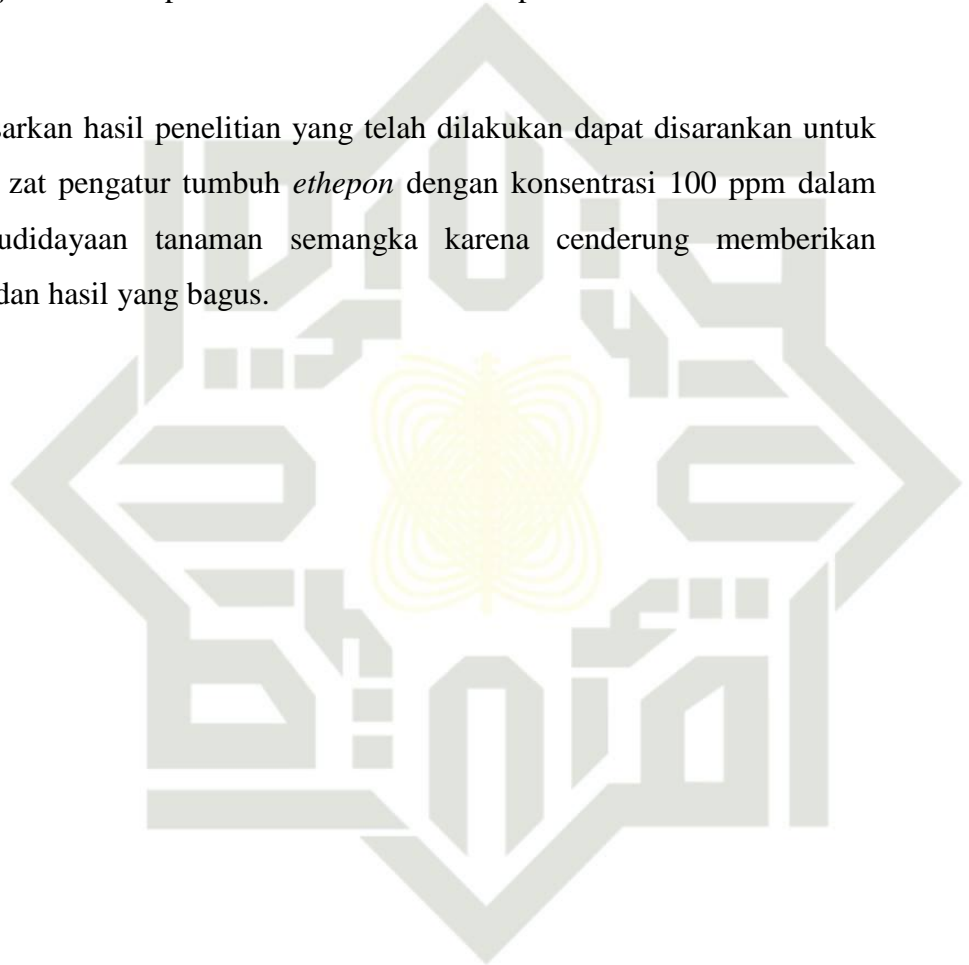 sarkan hasil penelitian yang telah dilakukan dapat disarankan untuk
zat pengatur tumbuh ethepon dengan konsentrasi 100 ppm dalam
udidayaan tanaman semangka karena cenderung memberikan
dan hasil yang bagus.